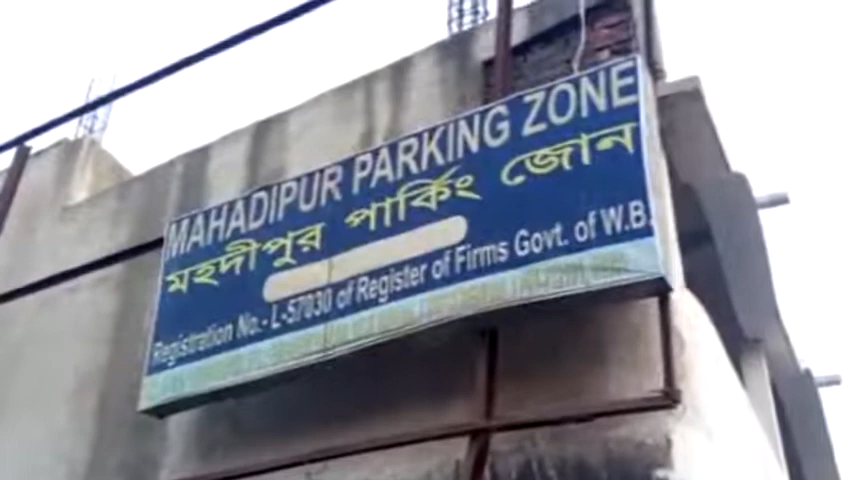 MAHADIPUR PARKING ZONE
মহদীপুর পার্কিং জোন
Registration No.- L-57030 of Register of Firms Govt. of W.B.